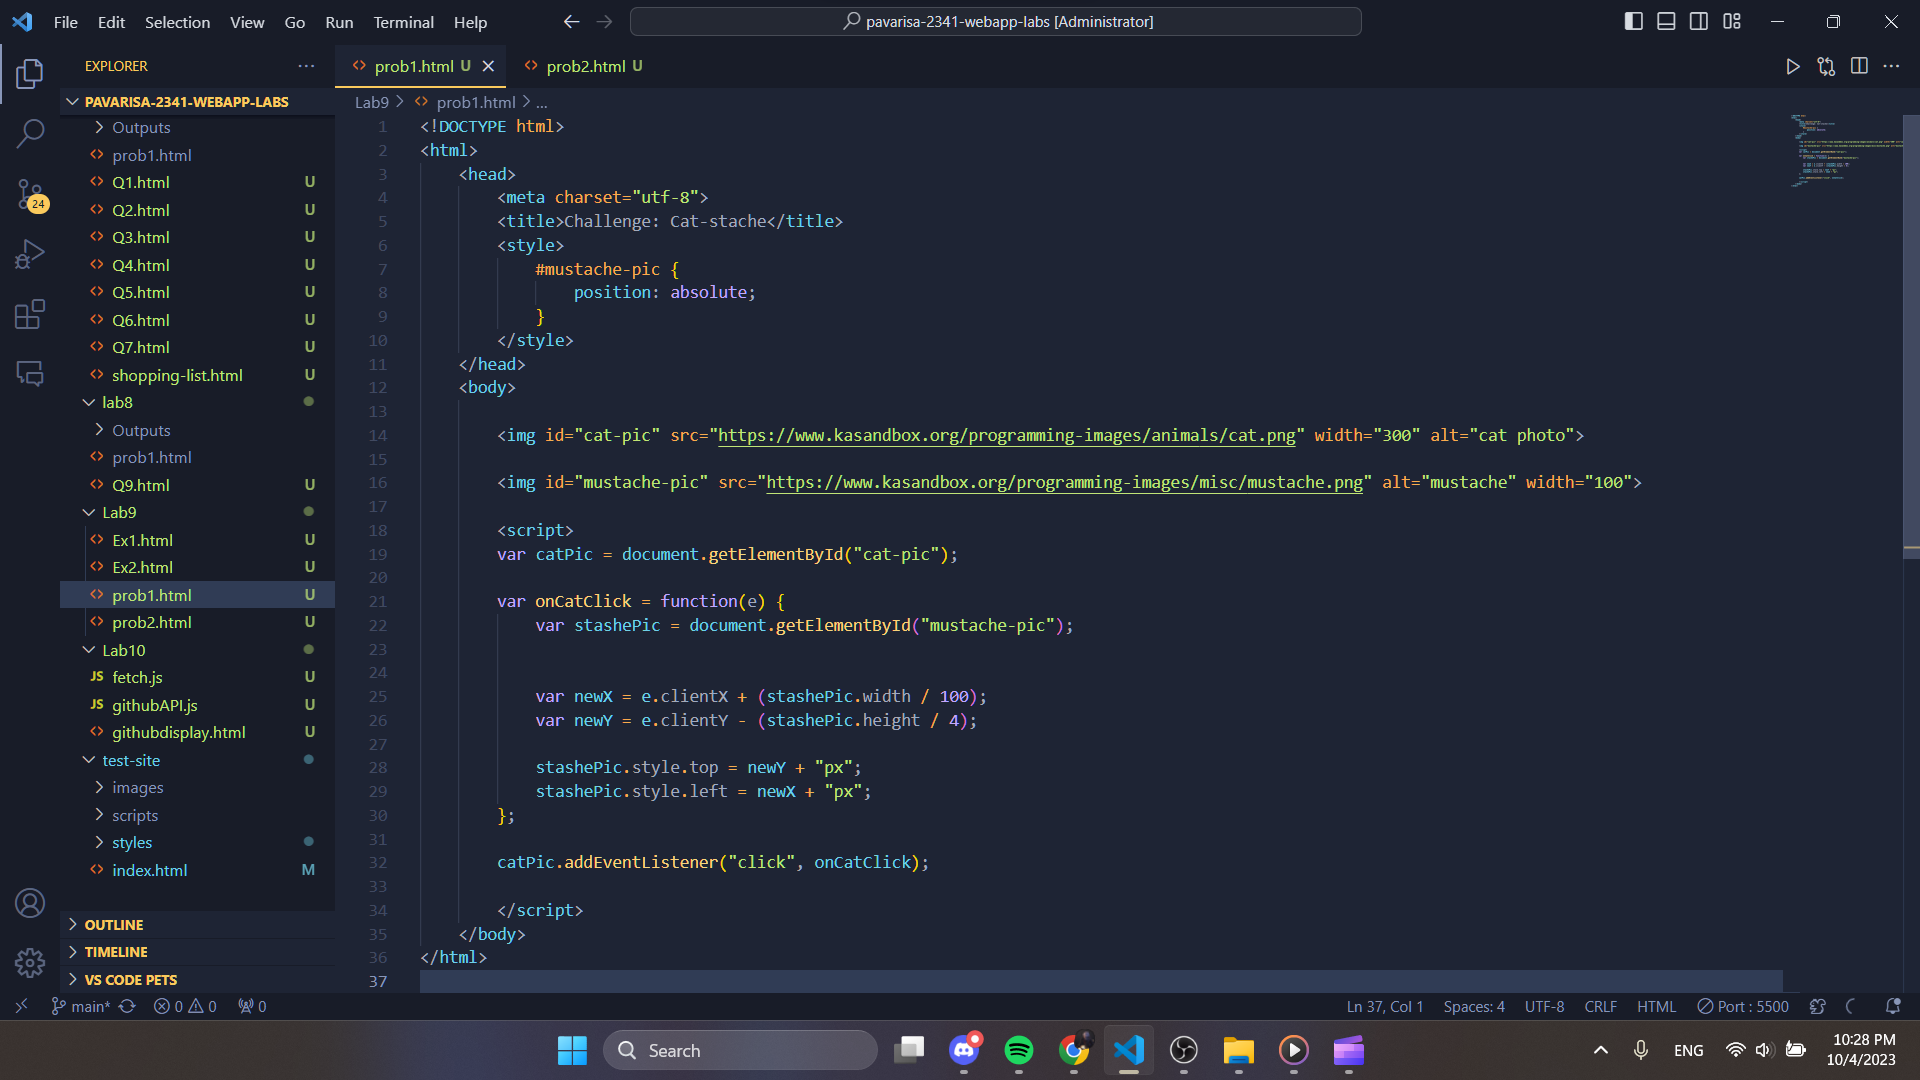 File Edit Selection View Go Run Terminal Help
pavarisa-2341-webapp-labs [Administrator]
EXPLORER
PAVARISA-2341-WEBAPP-LABS
Outputs
prob1.html
Q1.html U
Q2.html U
Q3.html U
Q4.html U
Q5.html U
Q6.html U
Q7.html U
shopping-list.html U
lab8
Outputs
prob1.html
Q9.html U
Lab9
Ex1.html U
Ex2.html U
prob1.html U
prob2.html U
Lab10
JS fetch.js U
JS githubAPI.js U
githubdisplay.html U
test-site
images
scripts
styles
index.html M
OUTLINE
TIMELINE
VS CODE PETS
24
prob1.html U
prob2.html U
Lab9 > prob1.html > ...
1 <!DOCTYPE html>
2 <html>
3 <head>
4 <meta charset="utf-8">
5 <title>Challenge: Cat-stache</title>
6 <style>
7 #mustache-pic {
8 position: absolute;
9 }
10 </style>
11 </head>
12 <body>
13
14 <img id="cat-pic" src="https://www.kasandbox.org/programming-images/animals/cat.png" width="300" alt="cat photo">
15
16 <img id="mustache-pic" src="https://www.kasandbox.org/programming-images/misc/mustache.png" alt="mustache" width="100">
17
18 <script>
19 var catPic = document.getElementById("cat-pic");
20
21 var onCatClick = function(e) {
22 var stashePic = document.getElementById("mustache-pic");
23
24
25 var newX = e.clientX + (stashePic.width / 100);
26 var newY = e.clientY - (stashePic.height / 4);
27
28 stashePic.style.top = newY + "px";
29 stashePic.style.left = newX + "px";
30 };
31
32 catPic.addEventListener("click", onCatClick);
33
34 </script>
35 </body>
36 </html>
37
main* 0 0 0
Ln 37, Col 1 Spaces: 4 UTF-8 CRLF HTML Port : 5500
Search
ENG
10:28 PM
10/4/2023